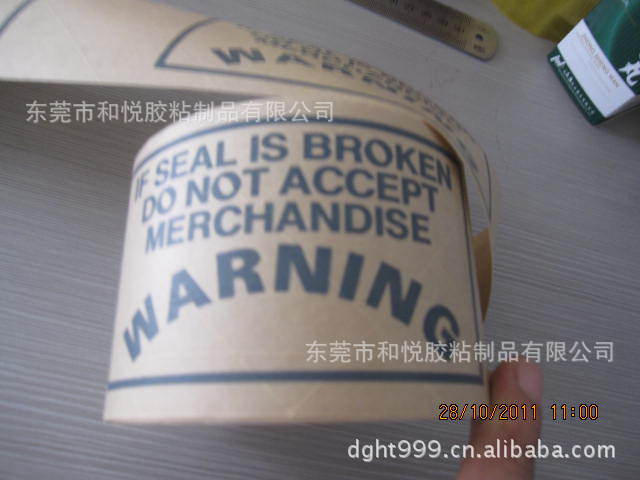 WARNING
东莞市和悦胶粘制品有限公司
IF SEAL IS BROKEN
DO NOT ACCEPT
MERCHANDISE
WARNING
东莞市和悦胶粘制品有限公司
28/10/2011 11:00
dght999.cn.alibaba.com